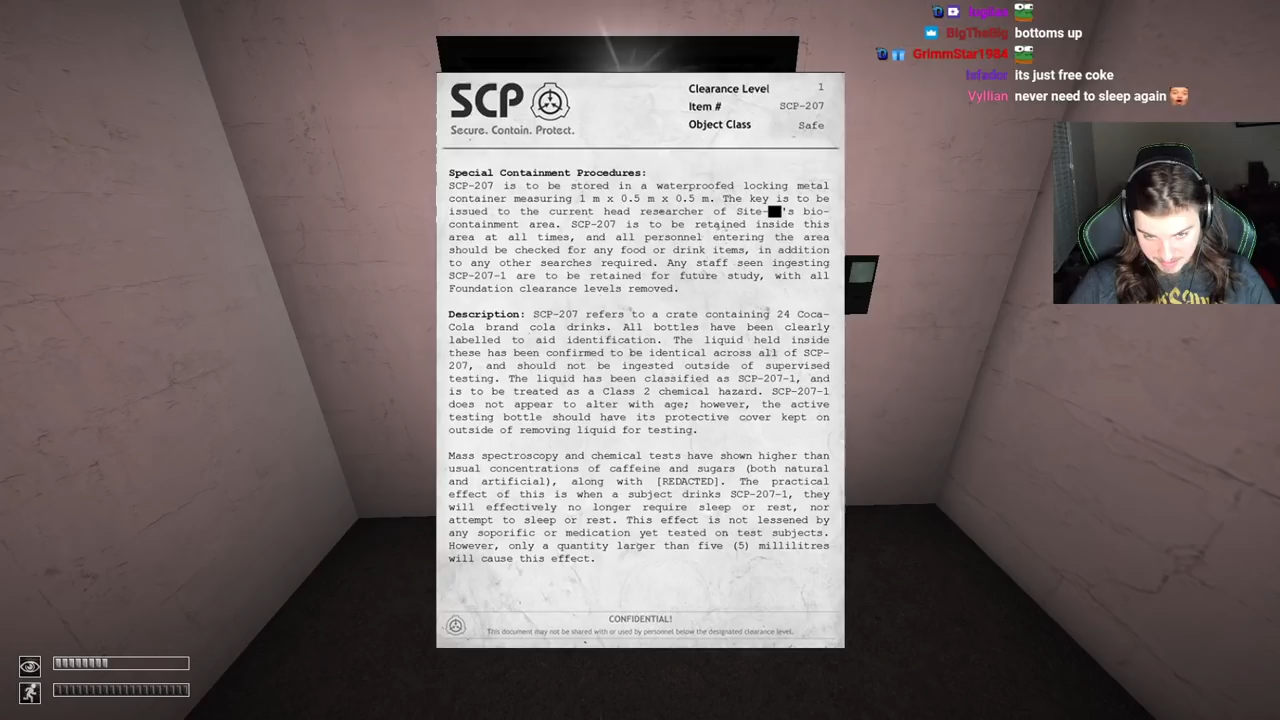 BigThaBig bottoms up
GrimmStar1984
its just free coke
Vyllian never need to sleep again
SCP
Secure. Contain. Protect.
Clearance Level 1
Item # SCP-207
Object Class Safe
Special Containment Procedures:
SCP-207 is to be stored in a waterproofed locking metal
container measuring 1 m x 0.5 m x 0.5 m. The key is to be
issued to the current head researcher of Site-█'s bio-
containment area. SCP-207 is to be retained inside this
area at all times, and all personnel entering the area
should be checked for any food or drink items, in addition
to any other searches required. Any staff seen ingesting
SCP-207-1 are to be retained for future study, with all
Foundation clearance levels removed.
Description: SCP-207 refers to a crate containing 24 Coca-
Cola brand cola drinks. All bottles have been clearly
labelled to aid identification. The liquid held inside
these has been confirmed to be identical across all of SCP-
207, and should not be ingested outside of supervised
testing. The liquid has been classified as SCP-207-1, and
is to be treated as a Class 2 chemical hazard. SCP-207-1
does not appear to alter with age; however, the active
testing bottle should have its protective cover kept on
outside of removing liquid for testing.
Mass spectroscopy and chemical tests have shown higher than
usual concentrations of caffeine and sugars (both natural
and artificial), along with [REDACTED]. The practical
effect of this is when a subject drinks SCP-207-1, they
will effectively no longer require sleep or rest, nor
attempt to sleep or rest. This effect is not lessened by
any soporific or medication yet tested on test subjects.
However, only a quantity larger than five (5) millilitres
will cause this effect.
CONFIDENTIAL!
This document may not be shared with or used by personnel below the designated clearance level.